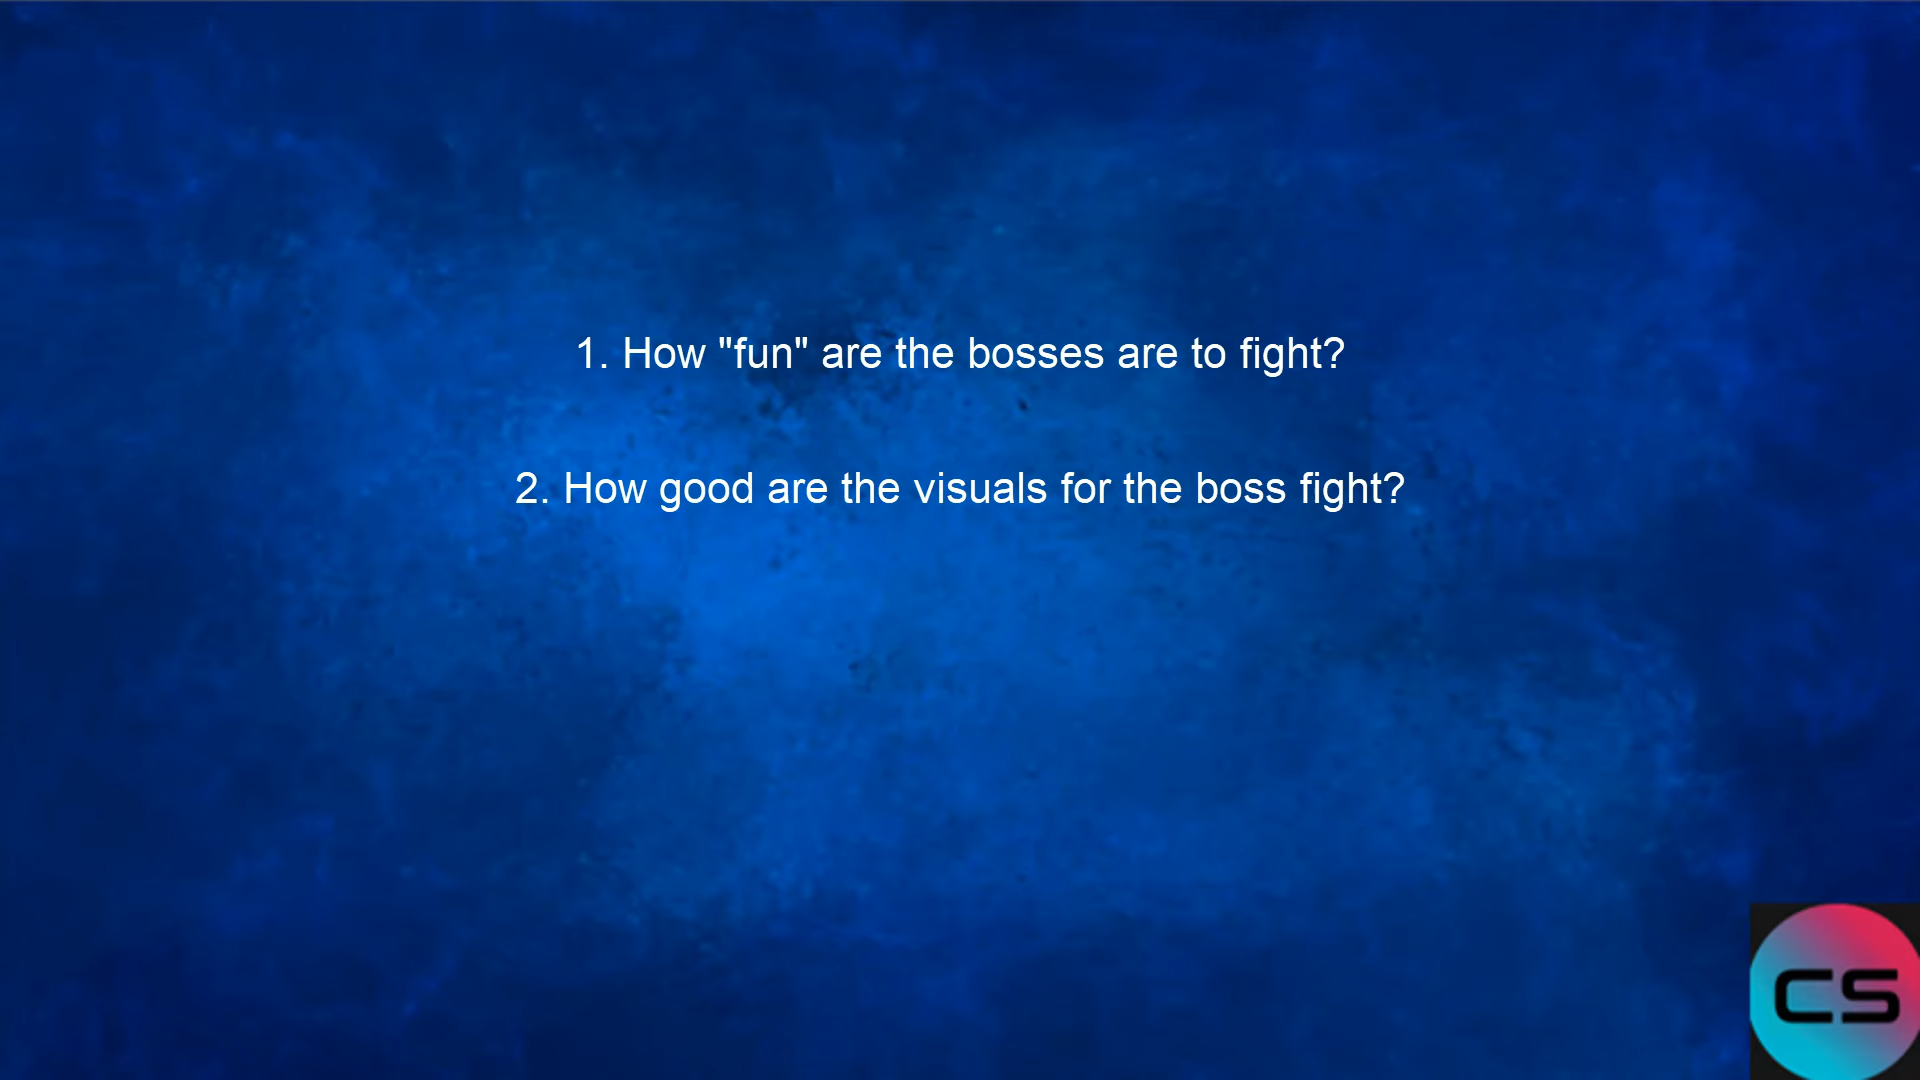 1. How "fun" are the bosses are to fight?
2. How good are the visuals for the boss fight?
CS